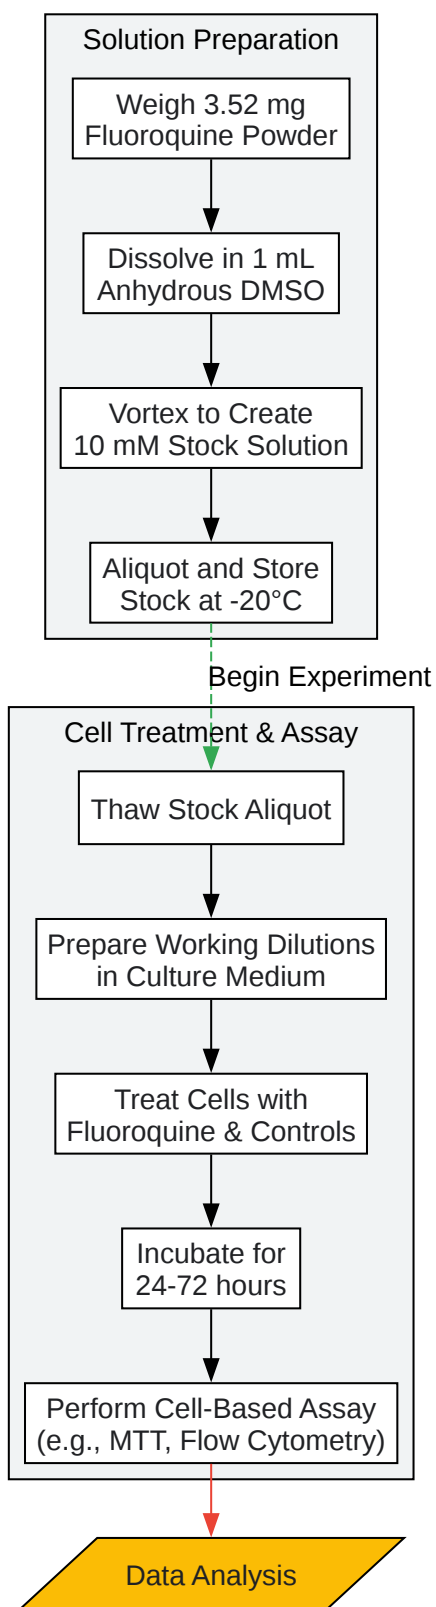 Solution Preparation
Weigh 3.52 mg
Fluoroquine Powder
Dissolve in 1 mL
Anhydrous DMSO
Vortex to Create
10 mM Stock Solution
Aliquot and Store
Stock at -20°C
Begin Experiment
Cell Treatment & Assay
Thaw Stock Aliquot
Prepare Working Dilutions
in Culture Medium
Treat Cells with
Fluoroquine & Controls
Incubate for
24-72 hours
Perform Cell-Based Assay
(e.g., MTT, Flow Cytometry)
Data Analysis